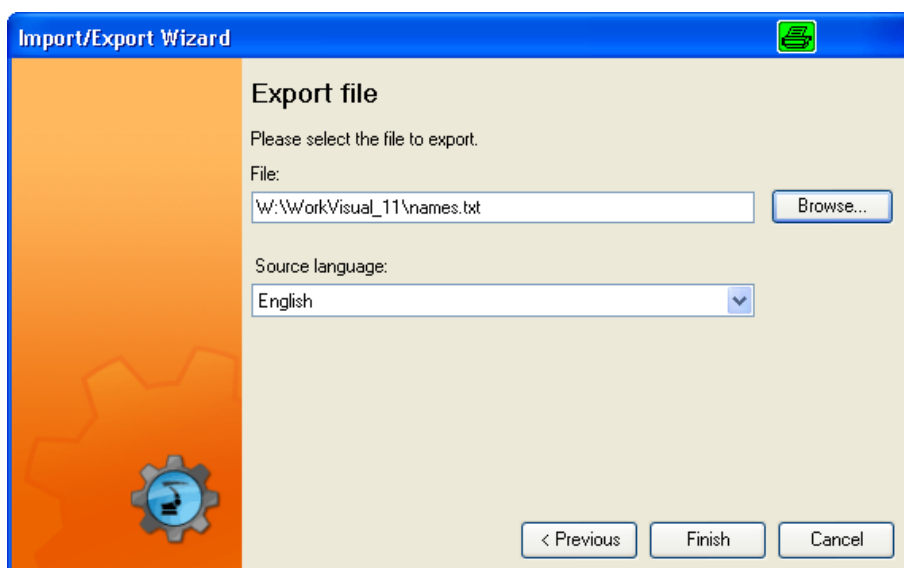 Import/Export Wizard
Export file
Please select the file to export.
File:
W:\WorkVisual_11\names.txt
Browse...
Source language:
English
< Previous
Finish
Cancel